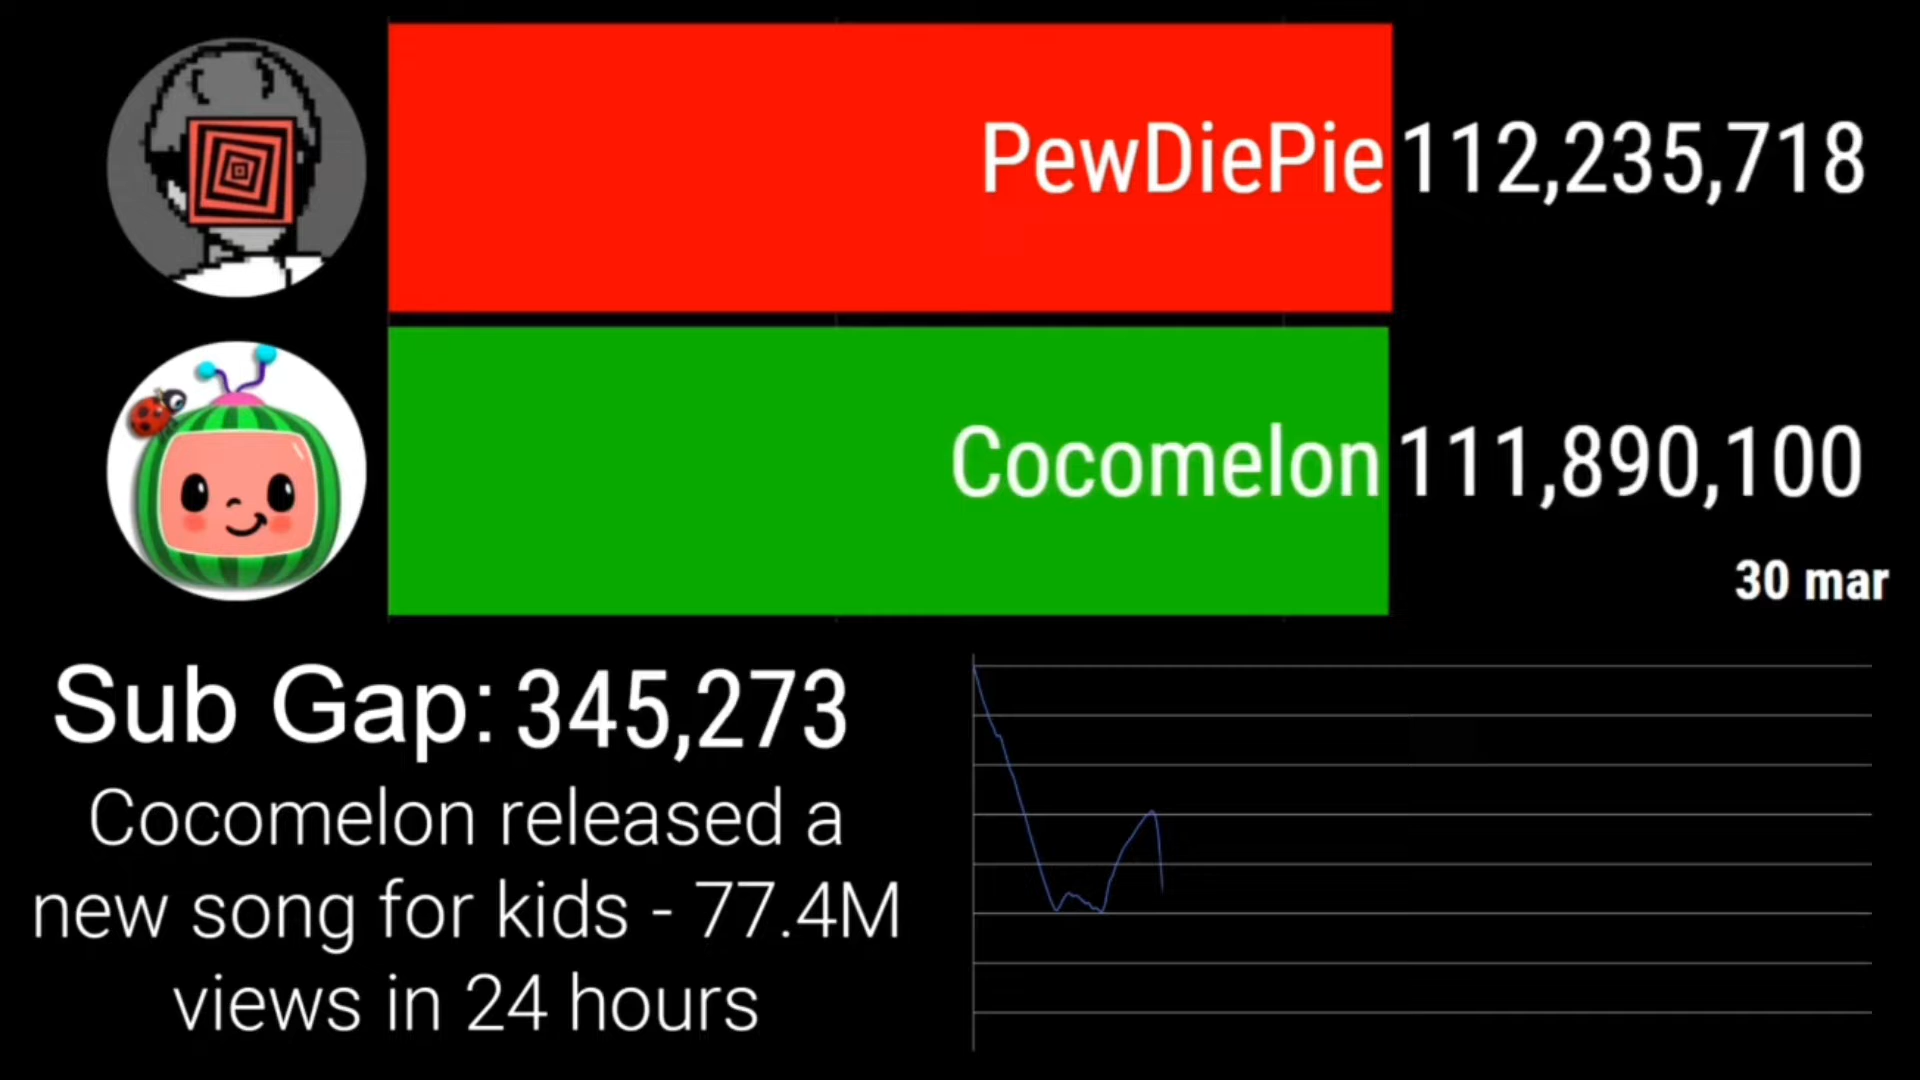 PewDiePie 112,235,718
Cocomelon 111,890,100
30 mar
Sub Gap: 345,273
Cocomelon released a
new song for kids - 77.4M
views in 24 hours